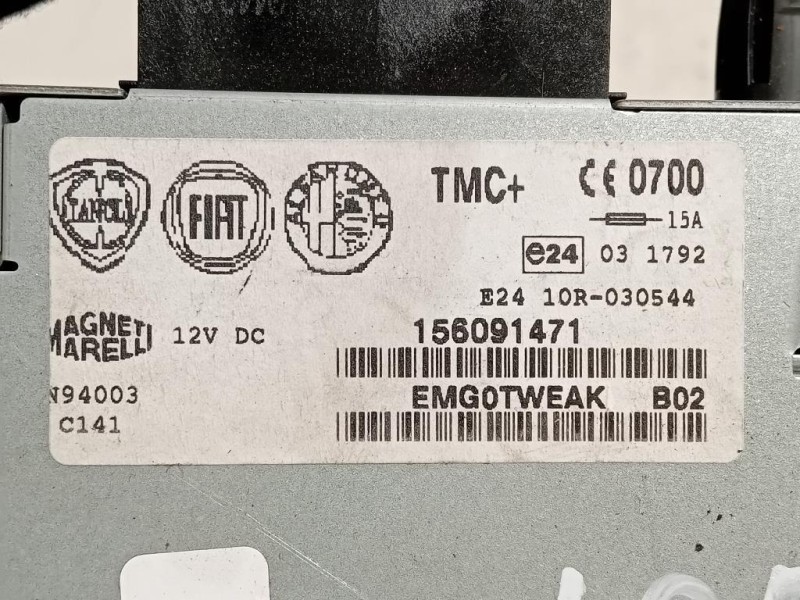 FIAT
TMC+
CE 0700
15A
e24 03 1792
E24 10R-030544
MAGNETI
MARELLI
12V DC
156091471
N94003
EMG0TWEAK B02
C141